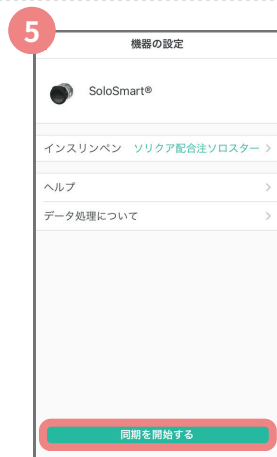 5
機器の設定
SoloSmart®
インスリンペン ソリクア配合注ソロスター >
ヘルプ >
データ処理について >
同期を開始する